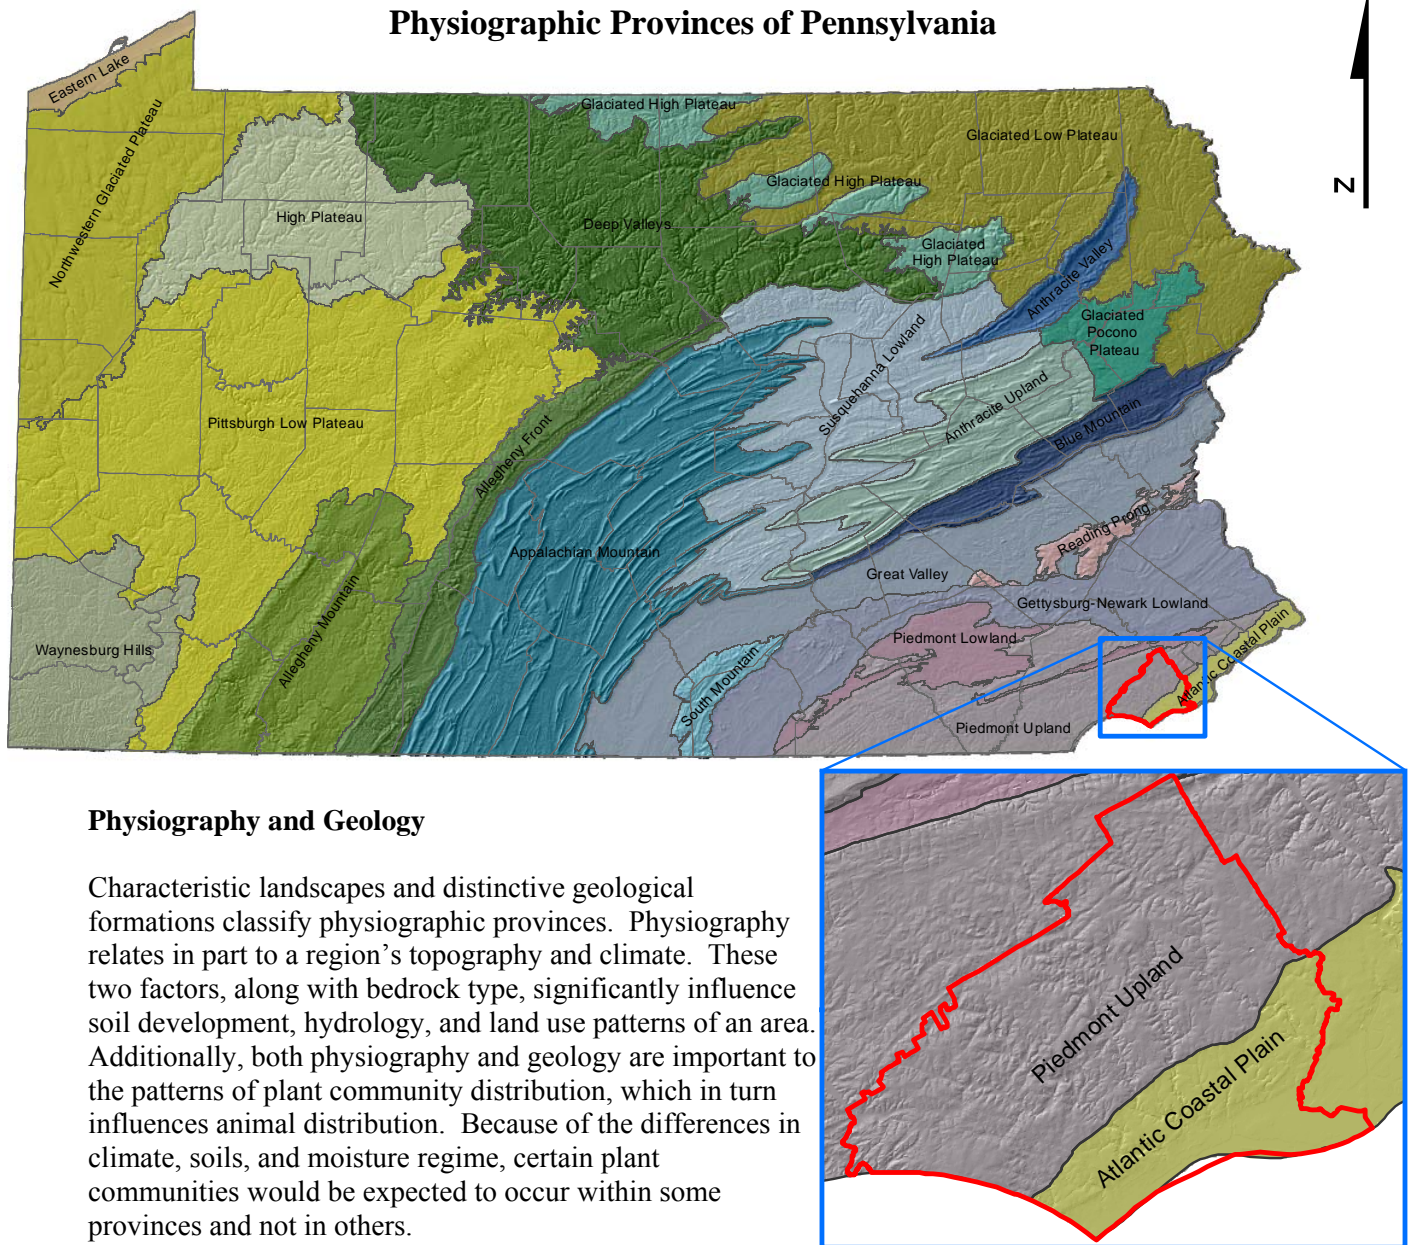 Physiographic Provinces of Pennsylvania
Eastern Lake
Northwestern Glaciated Plateau
High Plateau
Glaciated High Plateau
Glaciated Low Plateau
Glaciated High Plateau
Deep Valleys
Glaciated
High Plateau
Anthracite Valley
Glaciated
Pocono
Plateau
Susquehanna Lowland
Anthracite Upland
Blue Mountain
Pittsburgh Low Plateau
Allegheny Front
Appalachian Mountain
Reading Prong
Great Valley
Gettysburg-Newark Lowland
Waynesburg Hills
Allegheny Mountain
Piedmont Lowland
South Mountain
Atlantic Coastal Plain
Piedmont Upland
N
Physiography and Geology
Characteristic landscapes and distinctive geological
formations classify physiographic provinces.  Physiography
relates in part to a region’s topography and climate.  These
two factors, along with bedrock type, significantly influence
soil development, hydrology, and land use patterns of an area.
Additionally, both physiography and geology are important to
the patterns of plant community distribution, which in turn
influences animal distribution.  Because of the differences in
climate, soils, and moisture regime, certain plant
communities would be expected to occur within some
provinces and not in others.
Piedmont Upland
Atlantic Coastal Plain